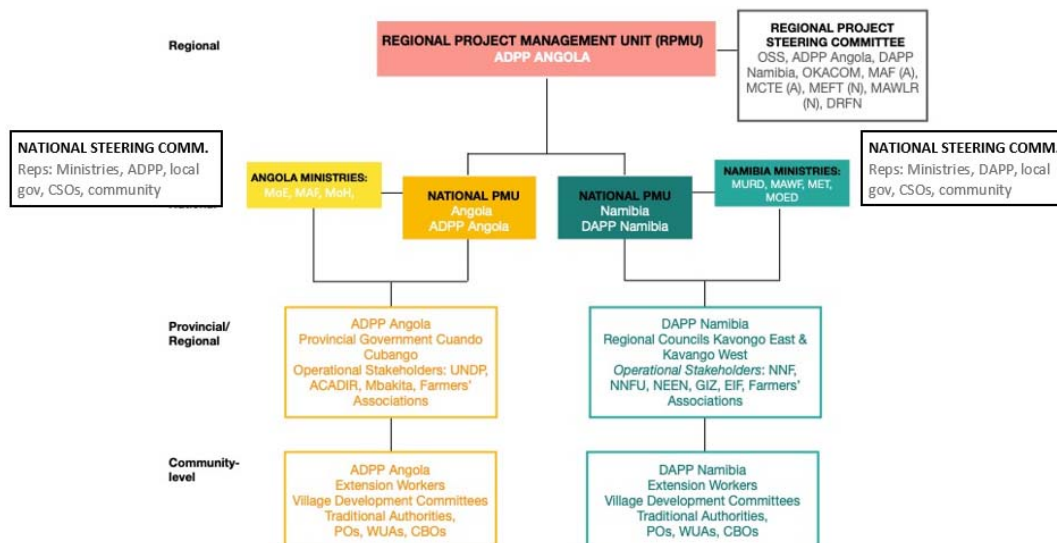 Regional
REGIONAL PROJECT MANAGEMENT UNIT (RPMU)
ADPP ANGOLA
REGIONAL PROJECT
STEERING COMMITTEE
OSS, ADPP Angola, DAPP
Namibia, OKACOM, MAF (A),
MCTE (A), MEFT (N), MAWLR
(N), DRFN
NATIONAL STEERING COMM.
Reps: Ministries, ADPP, local
gov, CSOs, community
ANGOLA MINISTRIES:
MoE, MAF, MoH,
NATIONAL PMU
Angola
ADPP Angola
NATIONAL PMU
Namibia
DAPP Namibia
NAMIBIA MINISTRIES:
MURD, MAWF, MET,
MOED
NATIONAL STEERING COMM.
Reps: Ministries, DAPP, local
gov, CSOs, community
Provincial/
Regional
ADPP Angola
Provincial Government Cuando
Cubango
Operational Stakeholders: UNDP,
ACADIR, Mbakita, Farmers'
Associations
DAPP Namibia
Regional Councils Kavongo East &
Kavango West
Operational Stakeholders: NNF,
NNFU, NEEN, GIZ, EIF, Farmers'
Associations
Community-
level
ADPP Angola
Extension Workers
Village Development Committees
Traditional Authorities,
POs, WUAs, CBOs
DAPP Namibia
Extension Workers
Village Development Committees
Traditional Authorities,
POs, WUAs, CBOs